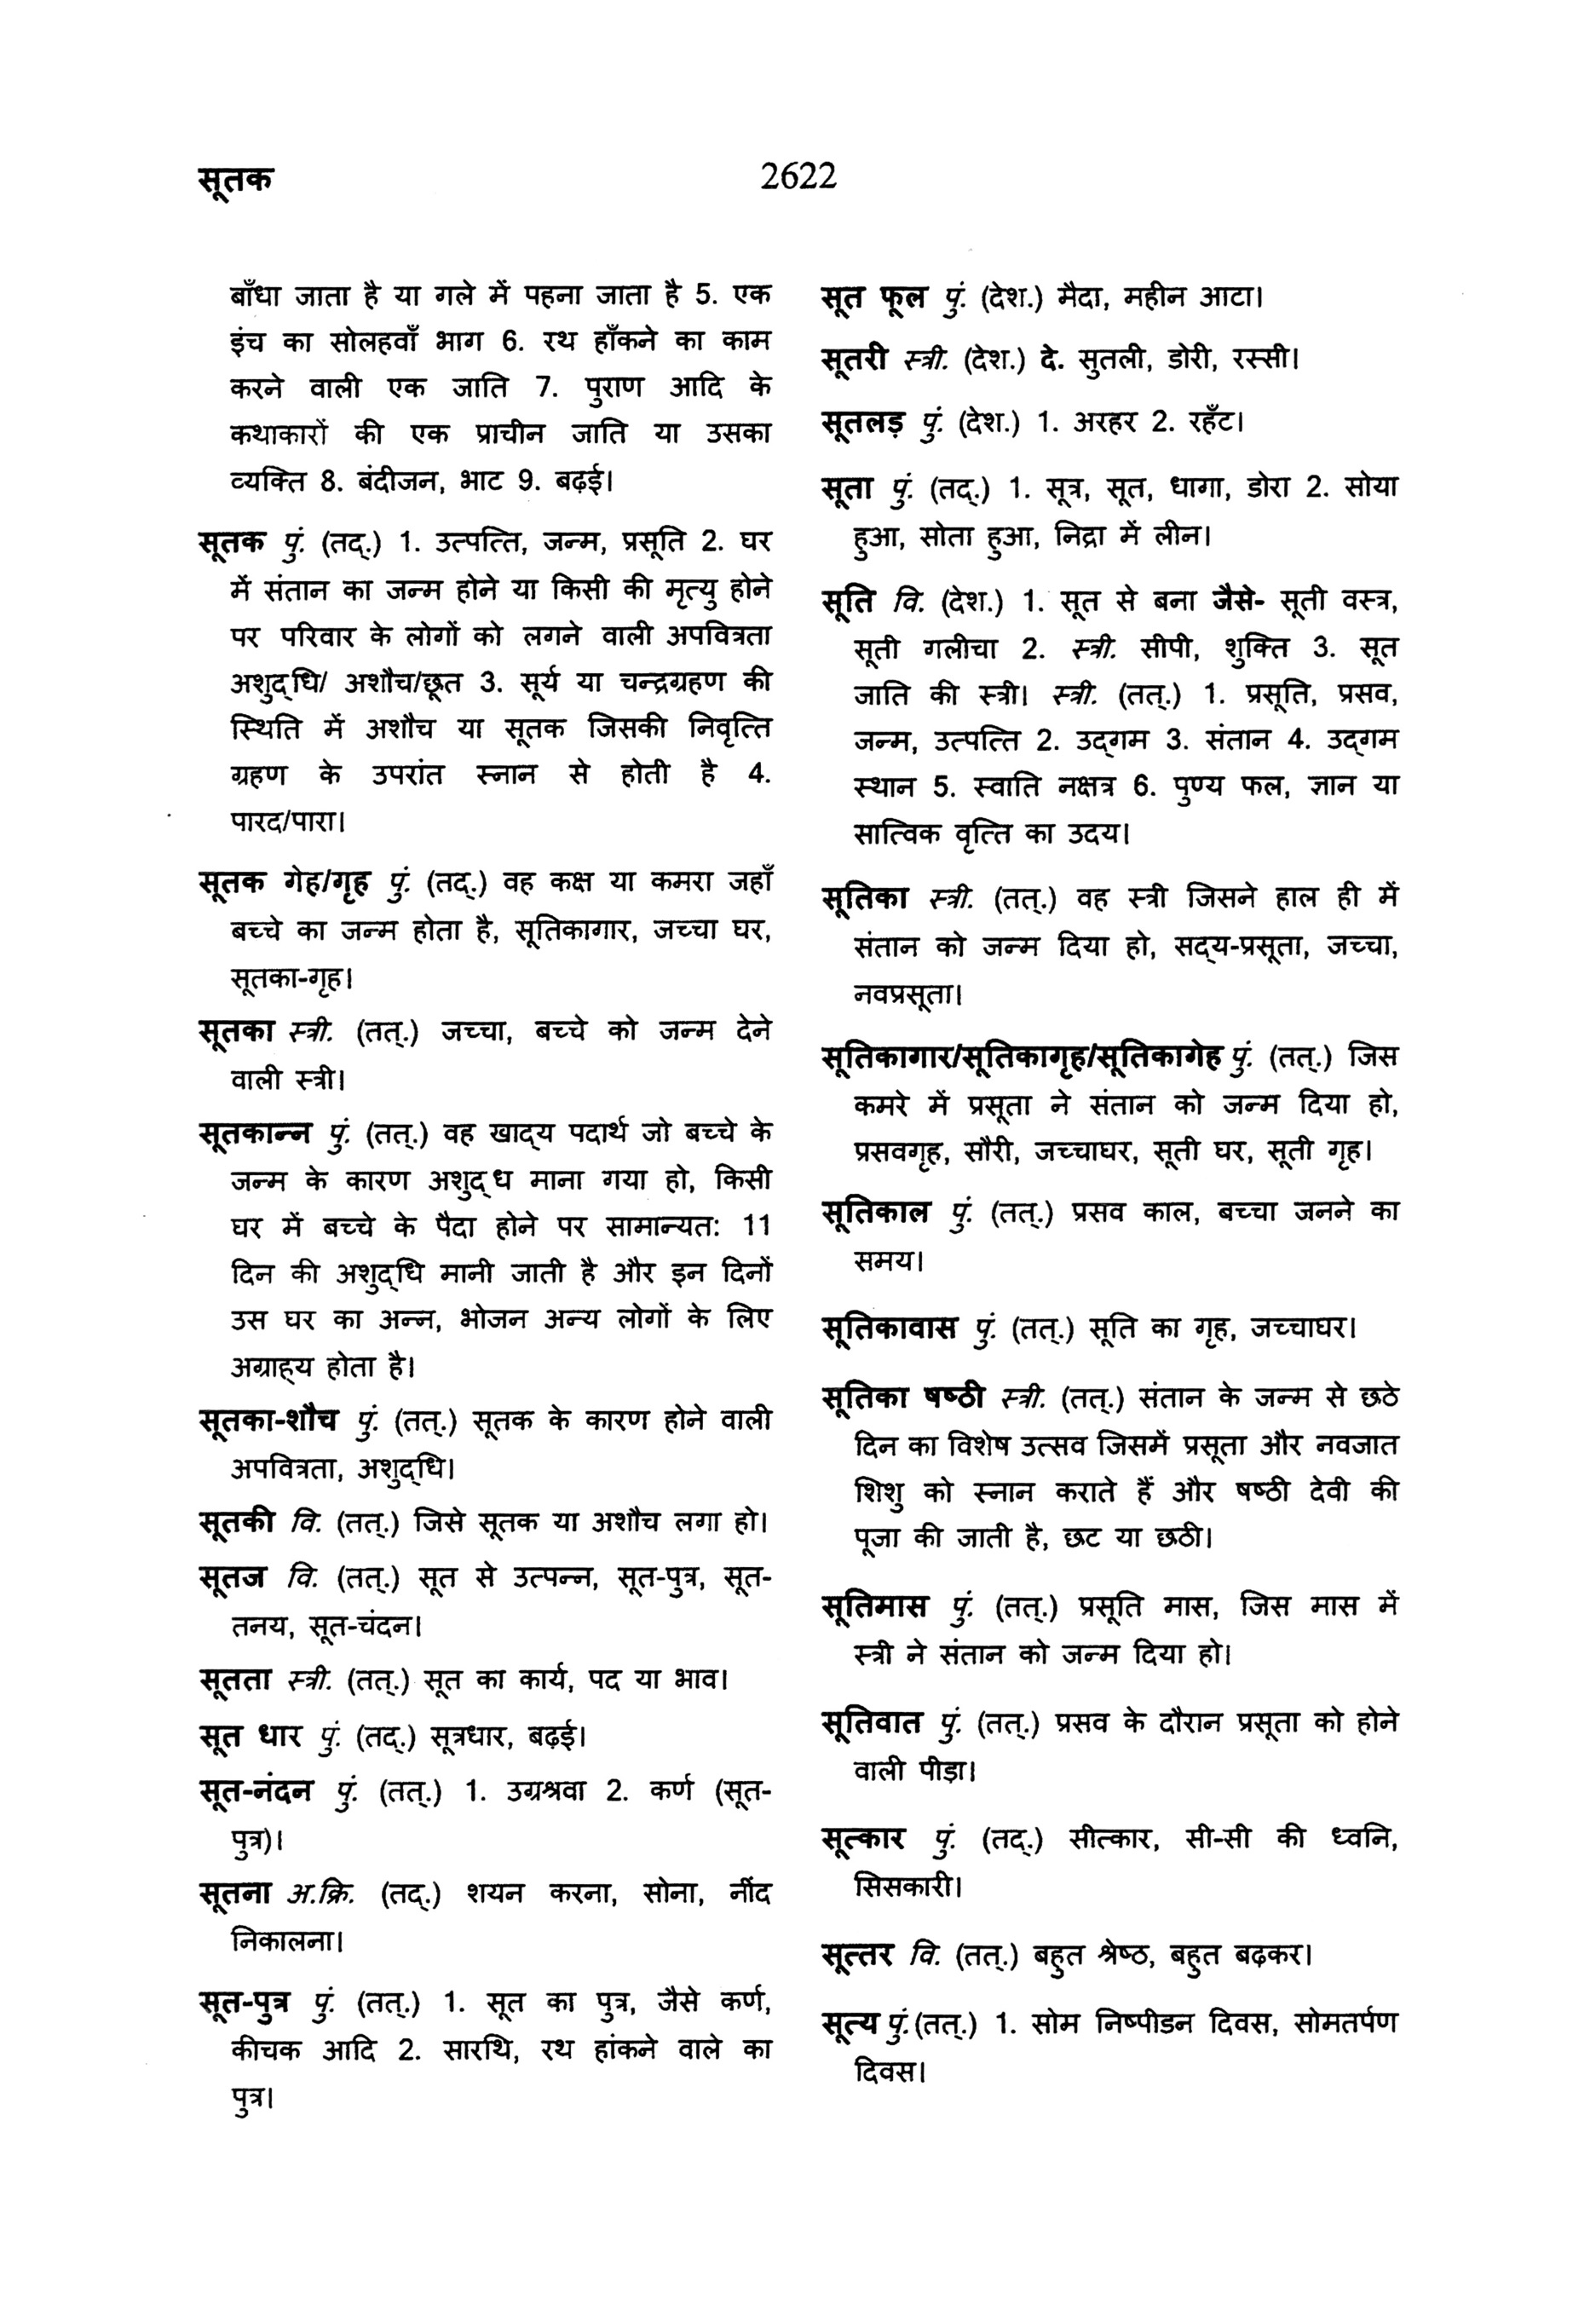 सूतक
2622
बाँधा जाता है या गले में पहना जाता है 5. एक
इंच का सोलहवाँ भाग 6. रथ हाँकने का काम
करने वाली एक जाति 7. पुराण आदि के
कथाकारों की एक प्राचीन जाति या उसका
व्यक्ति 8. बंदीजन, भाट 9. बढ़ई।
सूतक पुं. (तद्.) 1. उत्पत्ति, जन्म, प्रसूति 2. घर
में संतान का जन्म होने या किसी की मृत्यु होने
पर परिवार के लोगों को लगने वाली अपवित्रता
अशुद्‌धि/ अशौच/छूत 3. सूर्य या चन्द्रग्रहण की
स्थिति में अशौच या सूतक जिसकी निवृत्ति
ग्रहण के उपरांत स्नान से होती है 4.
पारद/पारा।
सूतक गेह/गृह पुं. (तद्.) वह कक्ष या कमरा जहाँ
बच्चे का जन्म होता है, सूतिकागार, जच्चा घर,
सूतका-गृह।
सूतका स्त्री. (तत्.) जच्चा, बच्चे को जन्म देने
वाली स्त्री।
सूतकान्न पुं. (तत्.) वह खाद्‌य पदार्थ जो बच्चे के
जन्म के कारण अशुद्‌ध माना गया हो, किसी
घर में बच्चे के पैदा होने पर सामान्यत: 11
दिन की अशुद्‌धि मानी जाती है और इन दिनों
उस घर का अन्न, भोजन अन्य लोगों के लिए
अग्राह्‌य होता है।
सूतका-शौच पुं. (तत्.) सूतक के कारण होने वाली
अपवित्रता, अशुद्‌धि।
सूतकी वि. (तत्.) जिसे सूतक या अशौच लगा हो।
सूतज वि. (तत्.) सूत से उत्पन्न, सूत-पुत्र, सूत-
तनय, सूत-चंदन।
सूतता स्त्री. (तत्.) सूत का कार्य, पद या भाव।
सूत धार पुं. (तद्.) सूत्रधार, बढ़ई।
सूत-नंदन पुं. (तत्.) 1. उग्रश्रवा 2. कर्ण (सूत-
पुत्र)।
सूतना अ.क्रि. (तद्.) शयन करना, सोना, नींद
निकालना।
सूत-पुत्र पुं. (तत्.) 1. सूत का पुत्र, जैसे कर्ण,
कीचक आदि 2. सारथि, रथ हांकने वाले का
पुत्र।
सूत फूल पुं. (देश.) मैदा, महीन आटा।
सूतरी स्त्री. (देश.) दे. सुतली, डोरी, रस्सी।
सूतलड़ पुं. (देश.) 1. अरहर 2. रहँट।
सूता पुं. (तद्.) 1. सूत्र, सूत, धागा, डोरा 2. सोया
हुआ, सोता हुआ, निद्रा में लीन।
सूति वि. (देश.) 1. सूत से बना जैसे- सूती वस्त्र,
सूती गलीचा 2. स्त्री. सीपी, शुक्ति 3. सूत
जाति की स्त्री। स्त्री. (तत्.) 1. प्रसूति, प्रसव,
जन्म, उत्पत्ति 2. उद्‌गम 3. संतान 4. उद्‌गम
स्थान 5. स्वाति नक्षत्र 6. पुण्य फल, ज्ञान या
सात्विक वृत्ति का उदय।
सूतिका स्त्री. (तत्.) वह स्त्री जिसने हाल ही में
संतान को जन्म दिया हो, सद्‌य-प्रसूता, जच्चा,
नवप्रसूता।
सूतिकागार/सूतिकागृह/सूतिकागेह पुं. (तत्.) जिस
कमरे में प्रसूता ने संतान को जन्म दिया हो,
प्रसवगृह, सौरी, जच्चाघर, सूती घर, सूती गृह।
सूतिकाल पुं. (तत्.) प्रसव काल, बच्चा जनने का
समय।
सूतिकावास पुं. (तत्.) सूति का गृह, जच्चाघर।
सूतिका षष्ठी स्त्री. (तत्.) संतान के जन्म से छठे
दिन का विशेष उत्सव जिसमें प्रसूता और नवजात
शिशु को स्नान कराते हैं और षष्ठी देवी की
पूजा की जाती है, छट या छठी।
सूतिमास पुं. (तत्.) प्रसूति मास, जिस मास में
स्त्री ने संतान को जन्म दिया हो।
सूतिवात पुं. (तत्.) प्रसव के दौरान प्रसूता को होने
वाली पीड़ा।
सूत्कार पुं. (तद्.) सीत्कार, सी-सी की ध्वनि,
सिसकारी।
सूत्तर वि. (तत्.) बहुत श्रेष्ठ, बहुत बढ़कर।
सूत्य पुं.(तत्.) 1. सोम निष्पीडन दिवस, सोमतर्पण
दिवस।